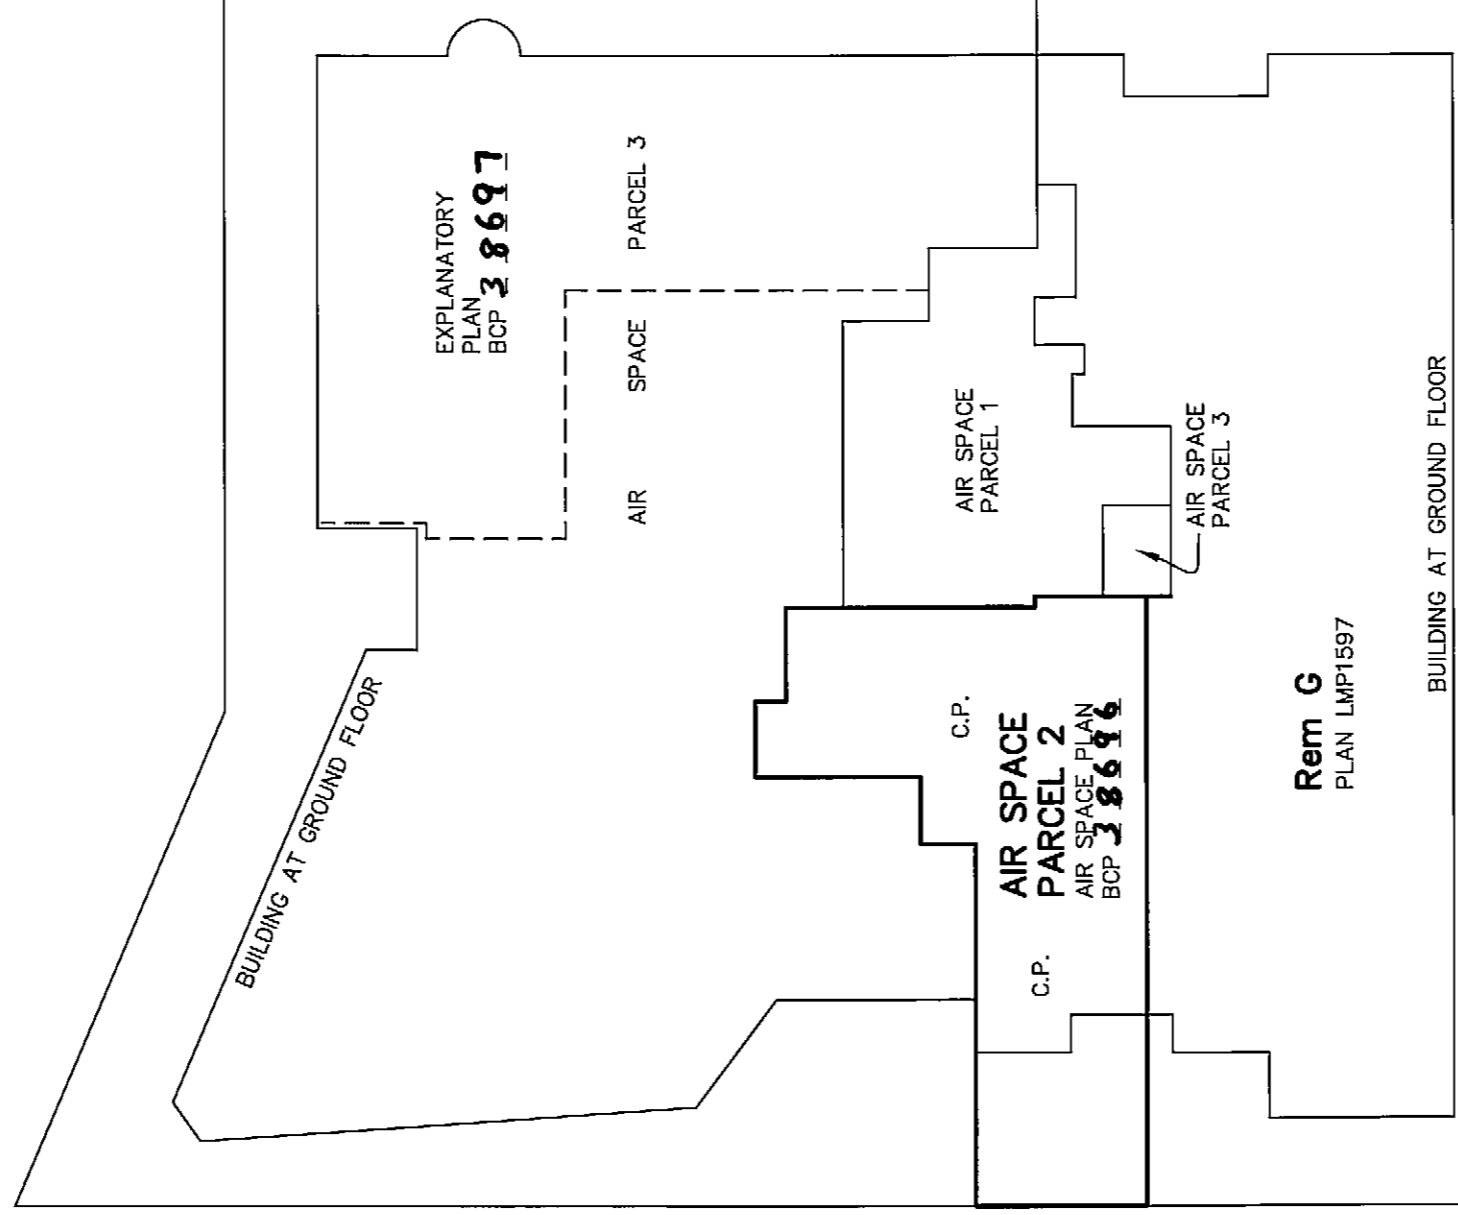 EXPLANATORY
PLAN
BCP 38697
AIR SPACE PARCEL 3
BUILDING AT GROUND FLOOR
AIR SPACE
PARCEL 1
AIR SPACE
PARCEL 3
C.P.
C.P.
AIR SPACE
PARCEL 2
AIR SPACE PLAN
BCP 38696
Rem G
PLAN LMP1597
BUILDING AT GROUND FLOOR